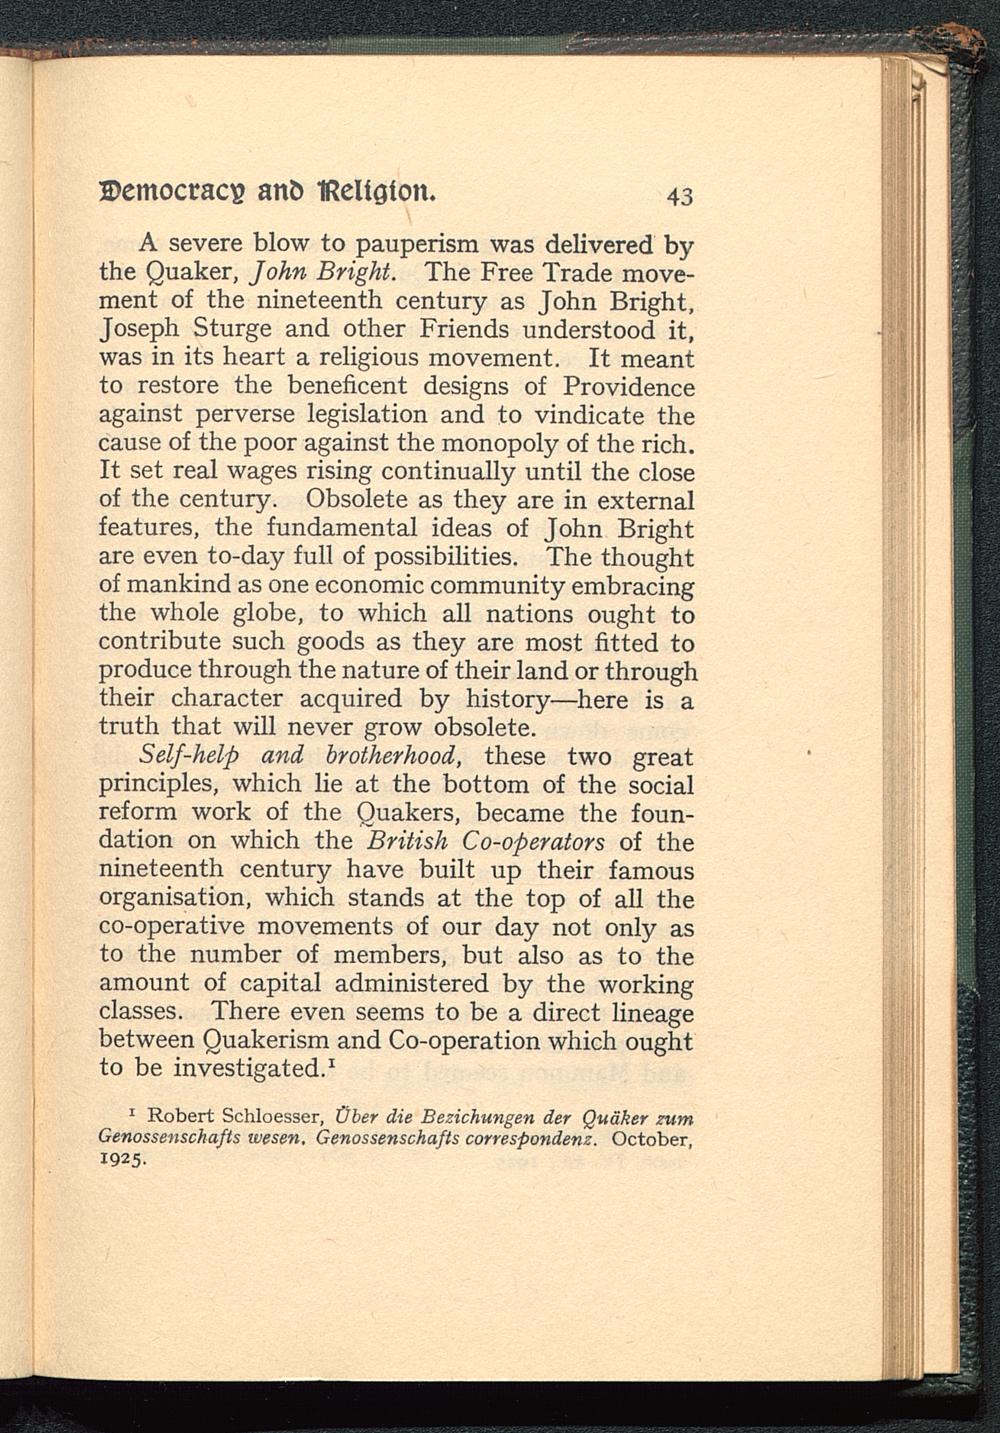 Democracy and Religion. 43
A severe blow to pauperism was delivered by
the Quaker, John Bright. The Free Trade move-
ment of the nineteenth century as John Bright,
Joseph Sturge and other Friends understood it,
was in its heart a religious movement. It meant
to restore the beneficent designs of Providence
against perverse legislation and to vindicate the
cause of the poor against the monopoly of the rich.
It set real wages rising continually until the close
of the century. Obsolete as they are in external
features, the fundamental ideas of John Bright
are even to-day full of possibilities. The thought
of mankind as one economic community embracing
the whole globe, to which all nations ought to
contribute such goods as they are most fitted to
produce through the nature of their land or through
their character acquired by history—here is a
truth that will never grow obsolete.
Self-help and brotherhood, these two great
principles, which lie at the bottom of the social
reform work of the Quakers, became the foun-
dation on which the British Co-operators of the
nineteenth century have built up their famous
organisation, which stands at the top of all the
co-operative movements of our day not only as
to the number of members, but also as to the
amount of capital administered by the working
classes. There even seems to be a direct lineage
between Quakerism and Co-operation which ought
to be investigated.¹
¹ Robert Schloesser, Über die Bezichungen der Quäker zum
Genossenschafts wesen. Genossenschafts correspondenz. October,
1925.